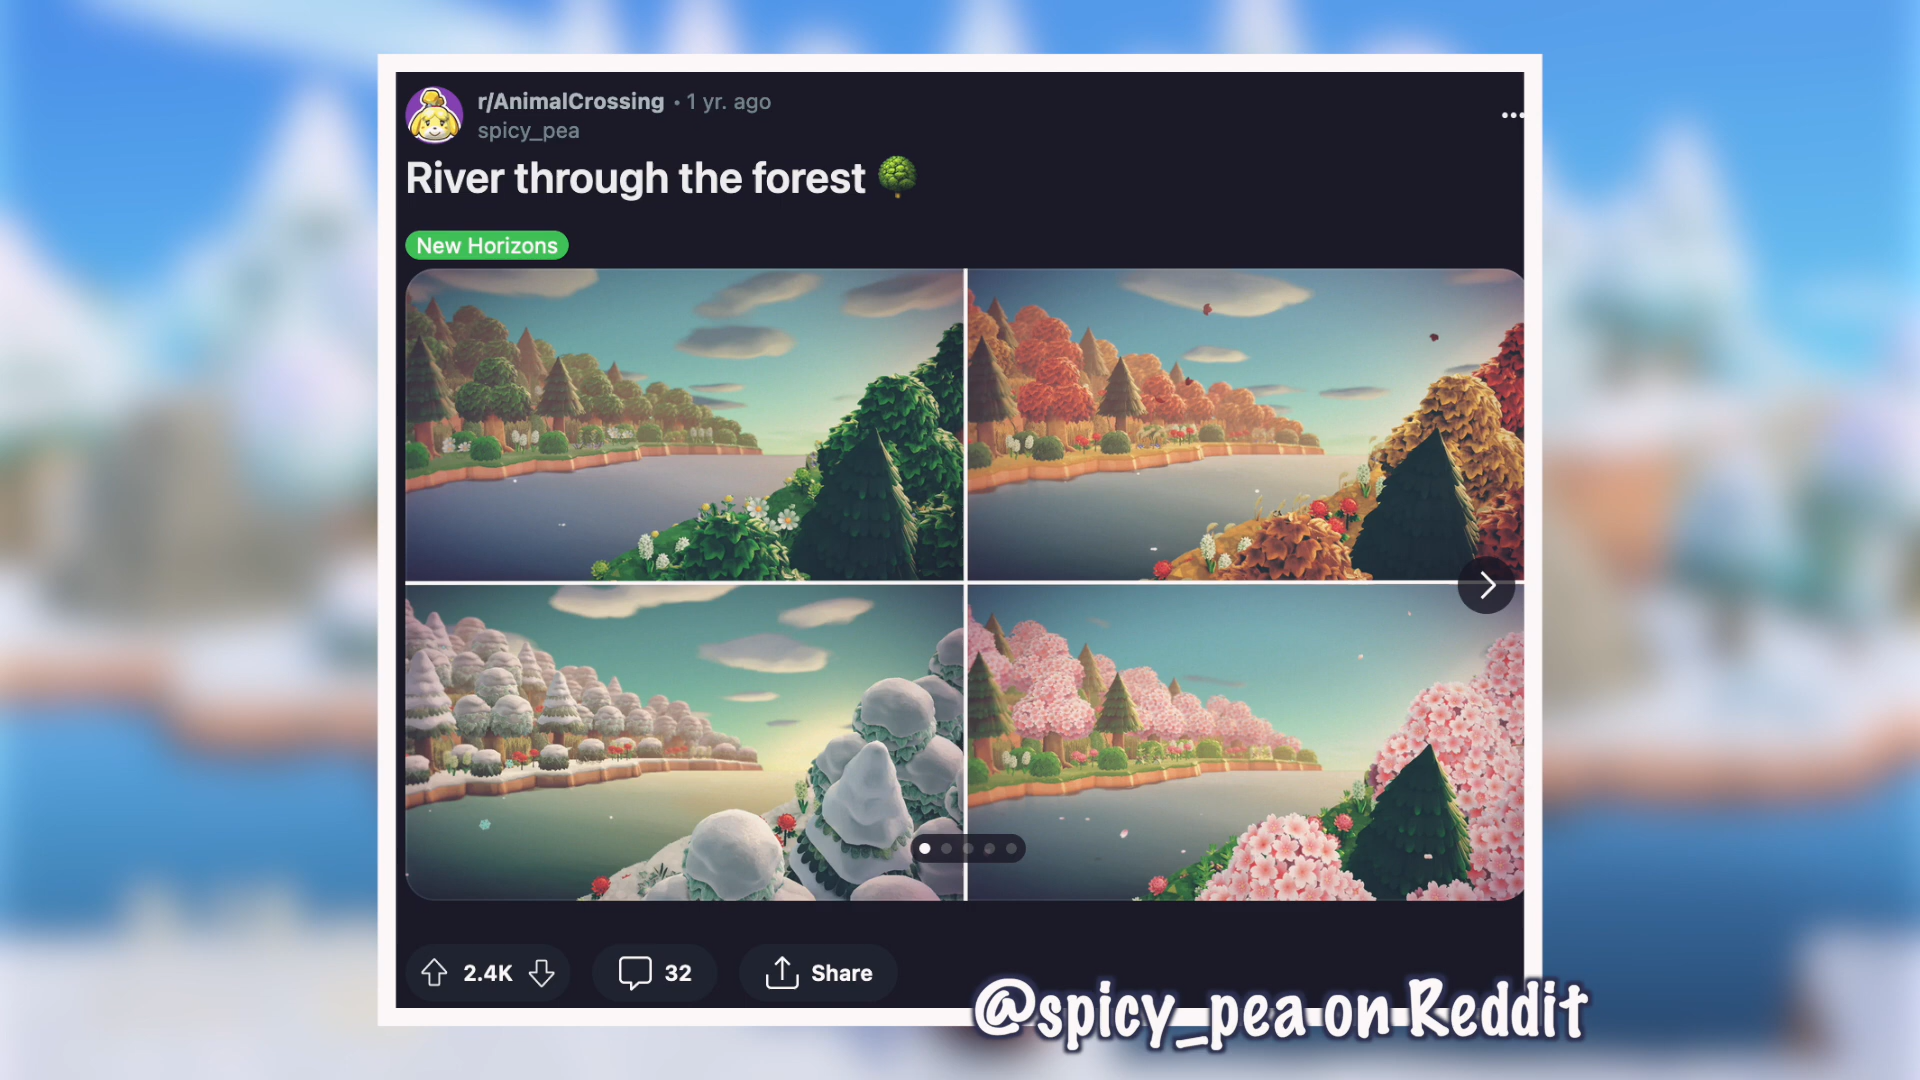 r/AnimalCrossing • 1 yr. ago
spicy_pea
River through the forest 🌳
New Horizons
2.4K
32
Share
@spicy_pea on Reddit